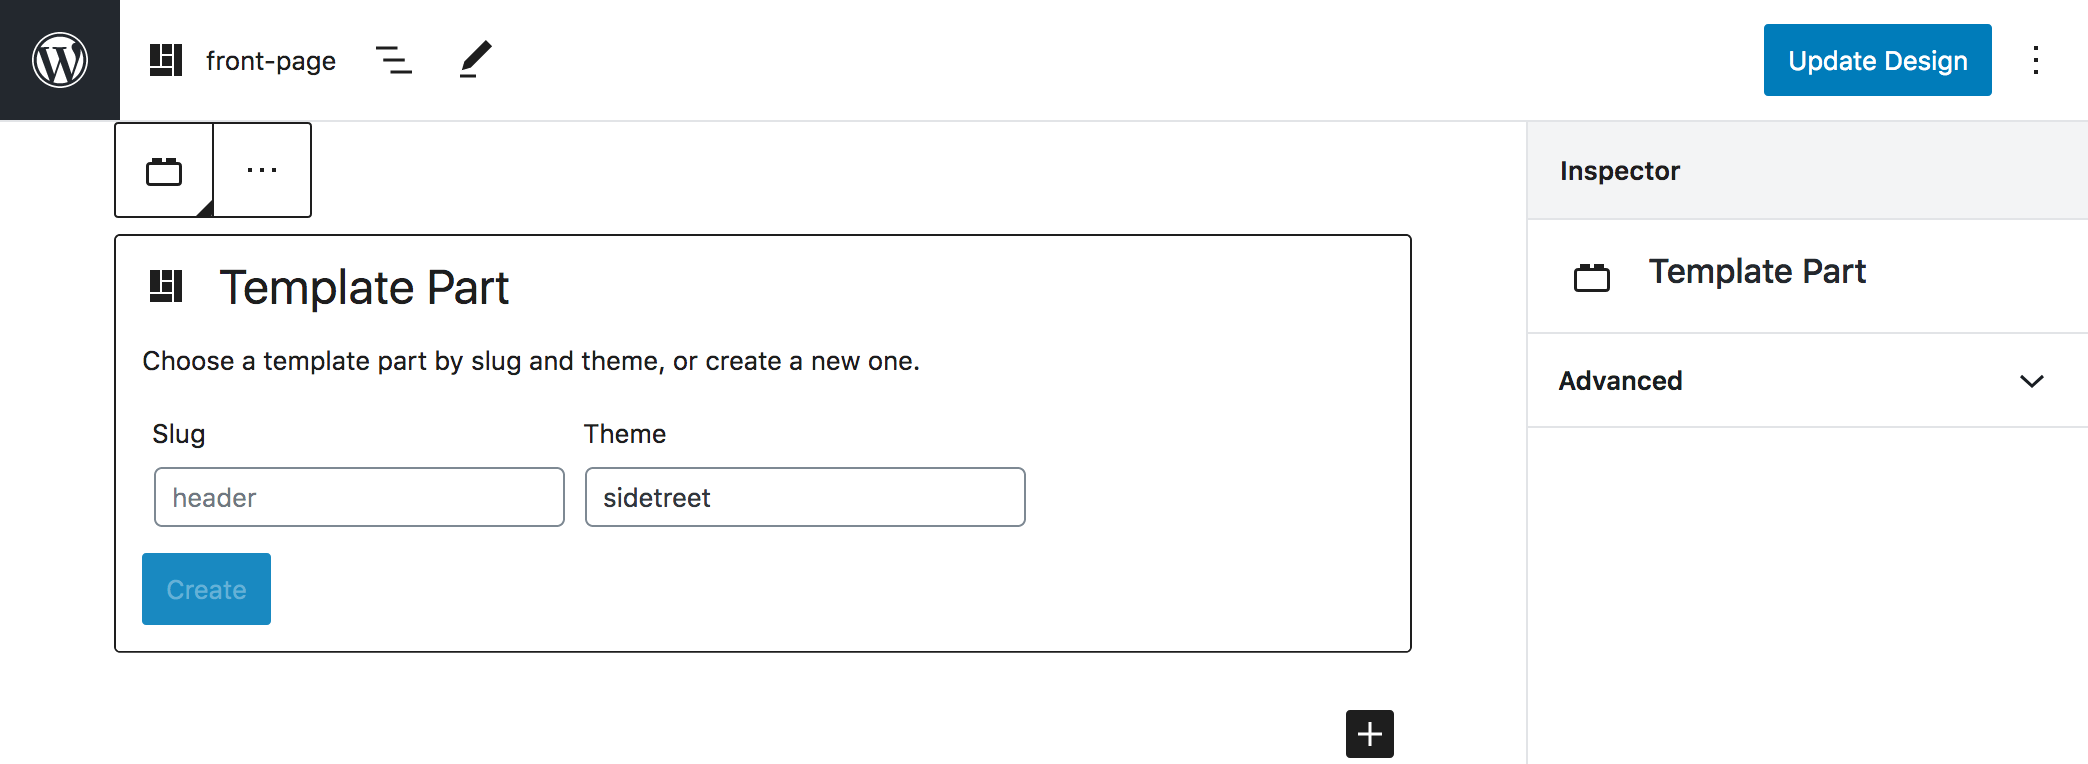 front-page
Update Design
Inspector
Template Part
Template Part
Choose a template part by slug and theme, or create a new one.
Advanced
Slug Theme
header sidetreet
Create